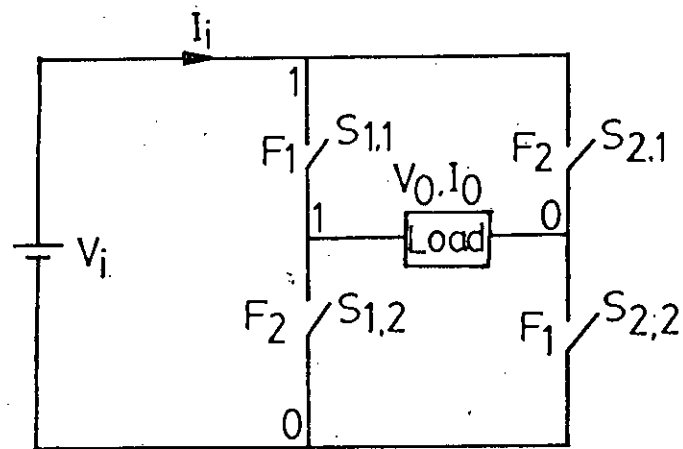 Ii
1
F1 S1,1
F2 S2,1
V0.I0
1 Load 0
Vi
F2 S1,2
F1 S2;2
0